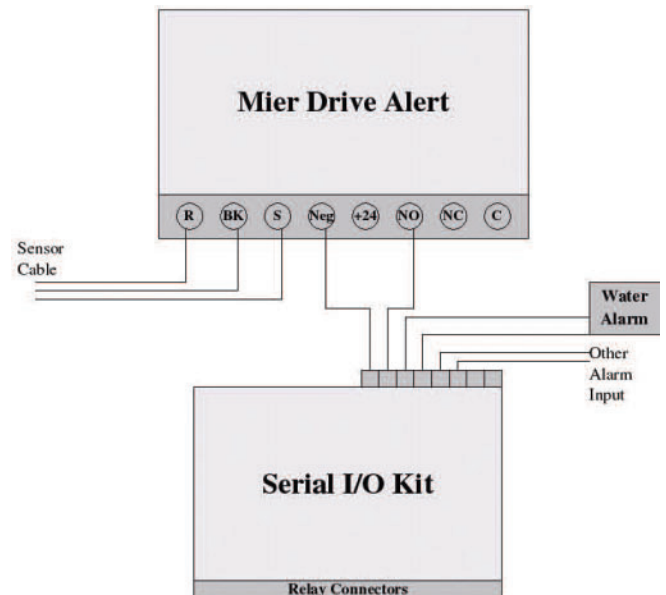 Mier Drive Alert
R BK S Neg +24 NO NC C
Sensor
Cable
Water
Alarm
Other
Alarm
Input
Serial I/O Kit
Relay Connectors